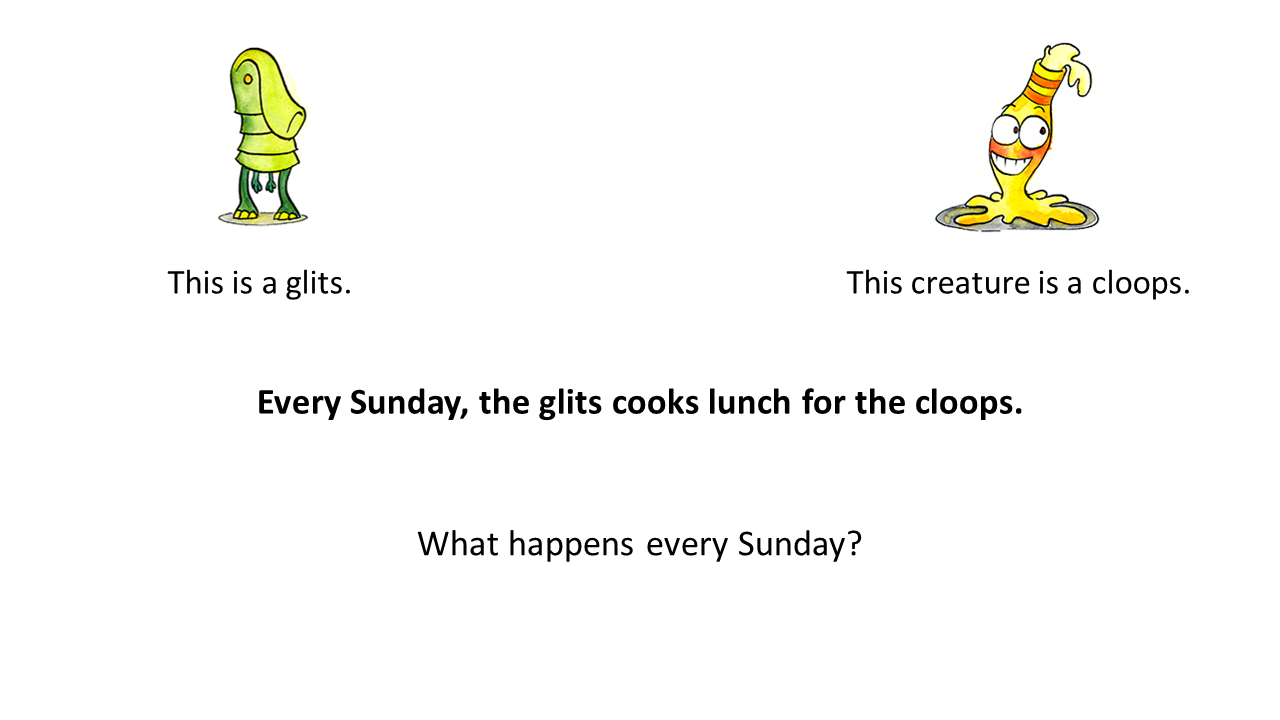 This is a glits.
This creature is a cloops.
Every Sunday, the glits cooks lunch for the cloops.
What happens every Sunday?